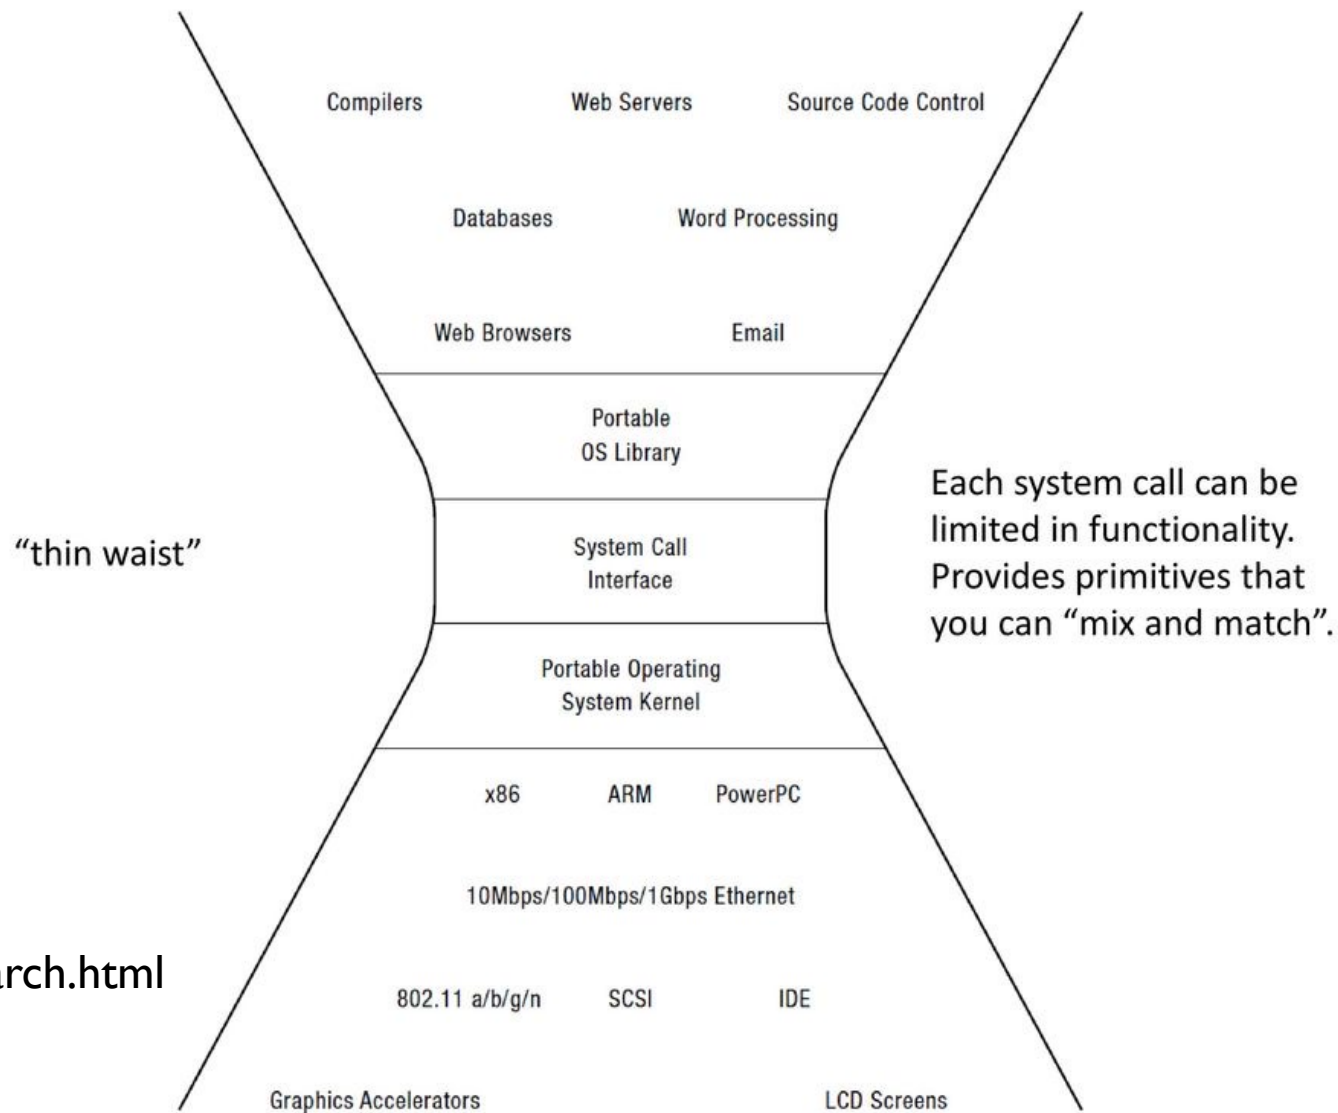 Compilers Web Servers Source Code Control
Databases Word Processing
Web Browsers Email
Portable
OS Library
“thin waist”
System Call
Interface
Each system call can be
limited in functionality.
Provides primitives that
you can “mix and match”.
Portable Operating
System Kernel
x86 ARM PowerPC
10Mbps/100Mbps/1Gbps Ethernet
arch.html
802.11 a/b/g/n SCSI IDE
Graphics Accelerators LCD Screens